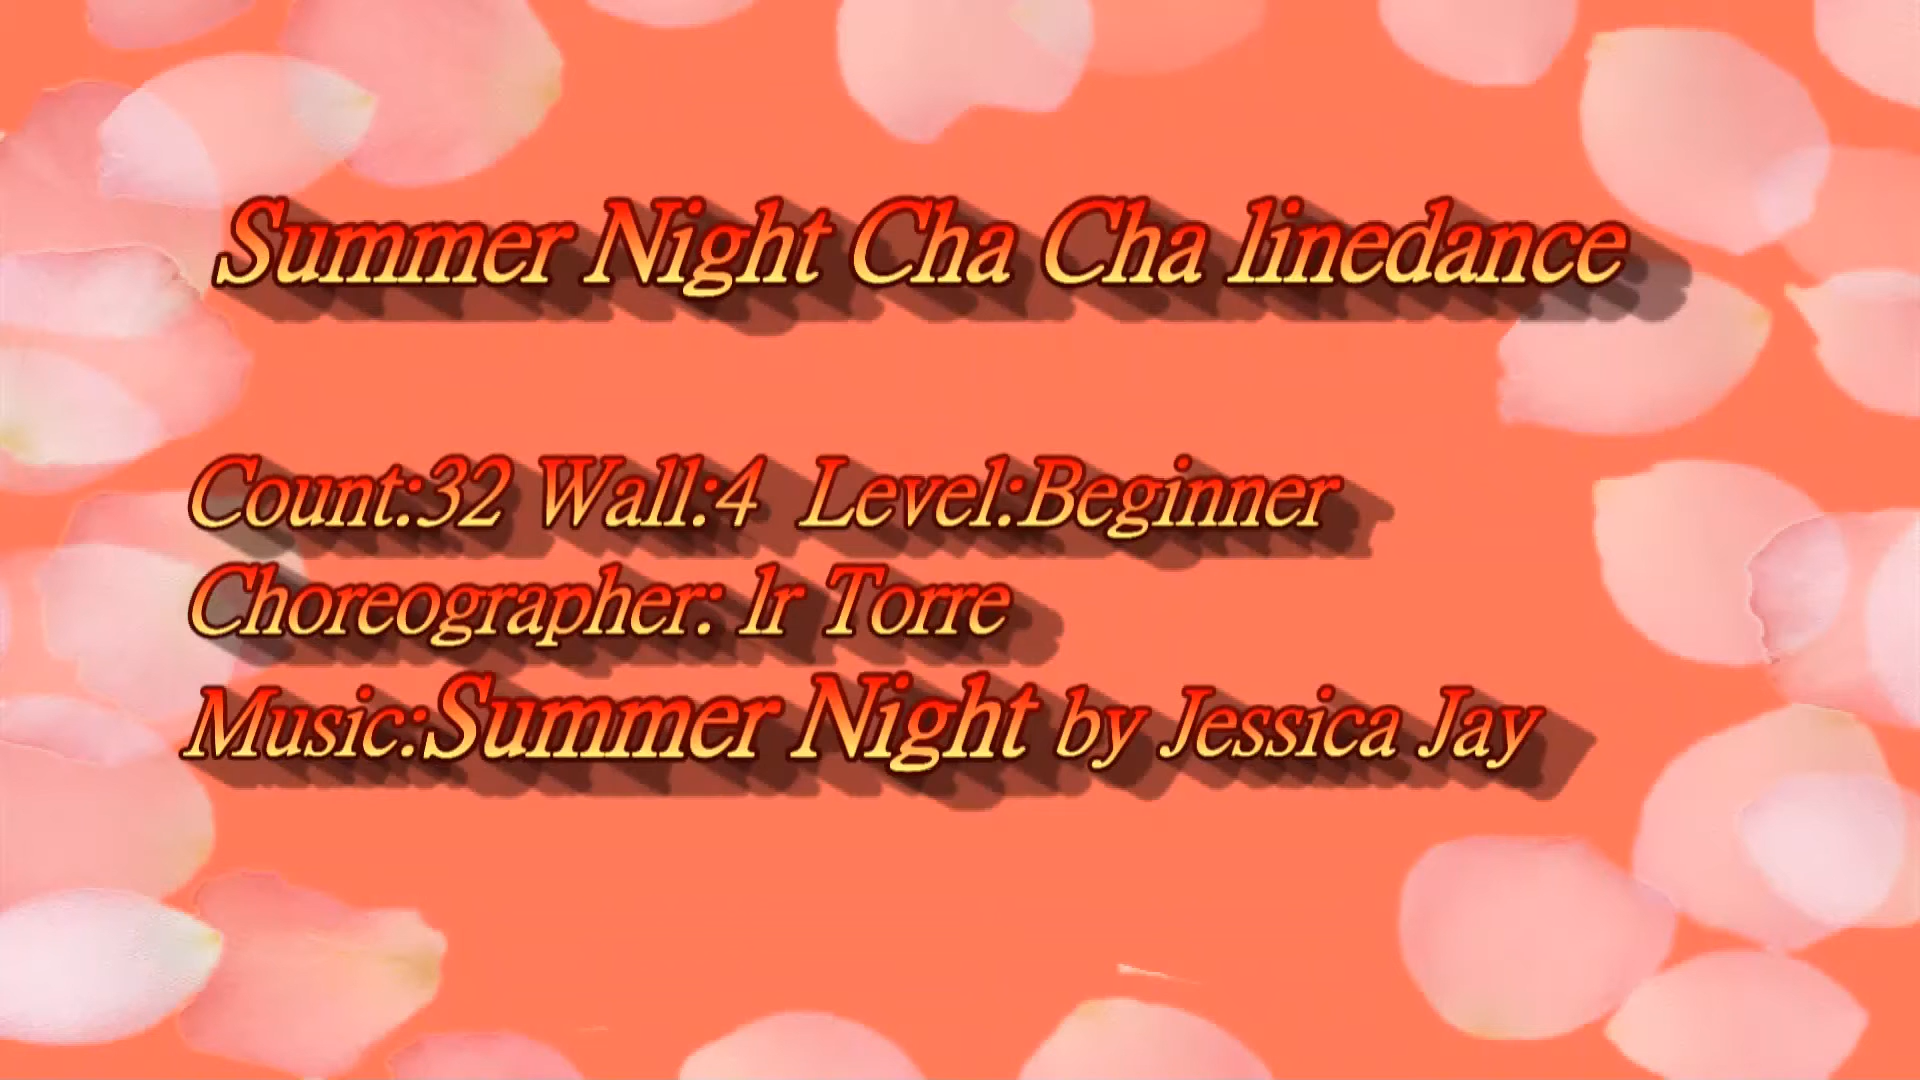 Summer Night Cha Cha linedance
Count:32 Wall:4 Level:Beginner
Choreographer: lr Torre
Music:Summer Night by Jessica Jay